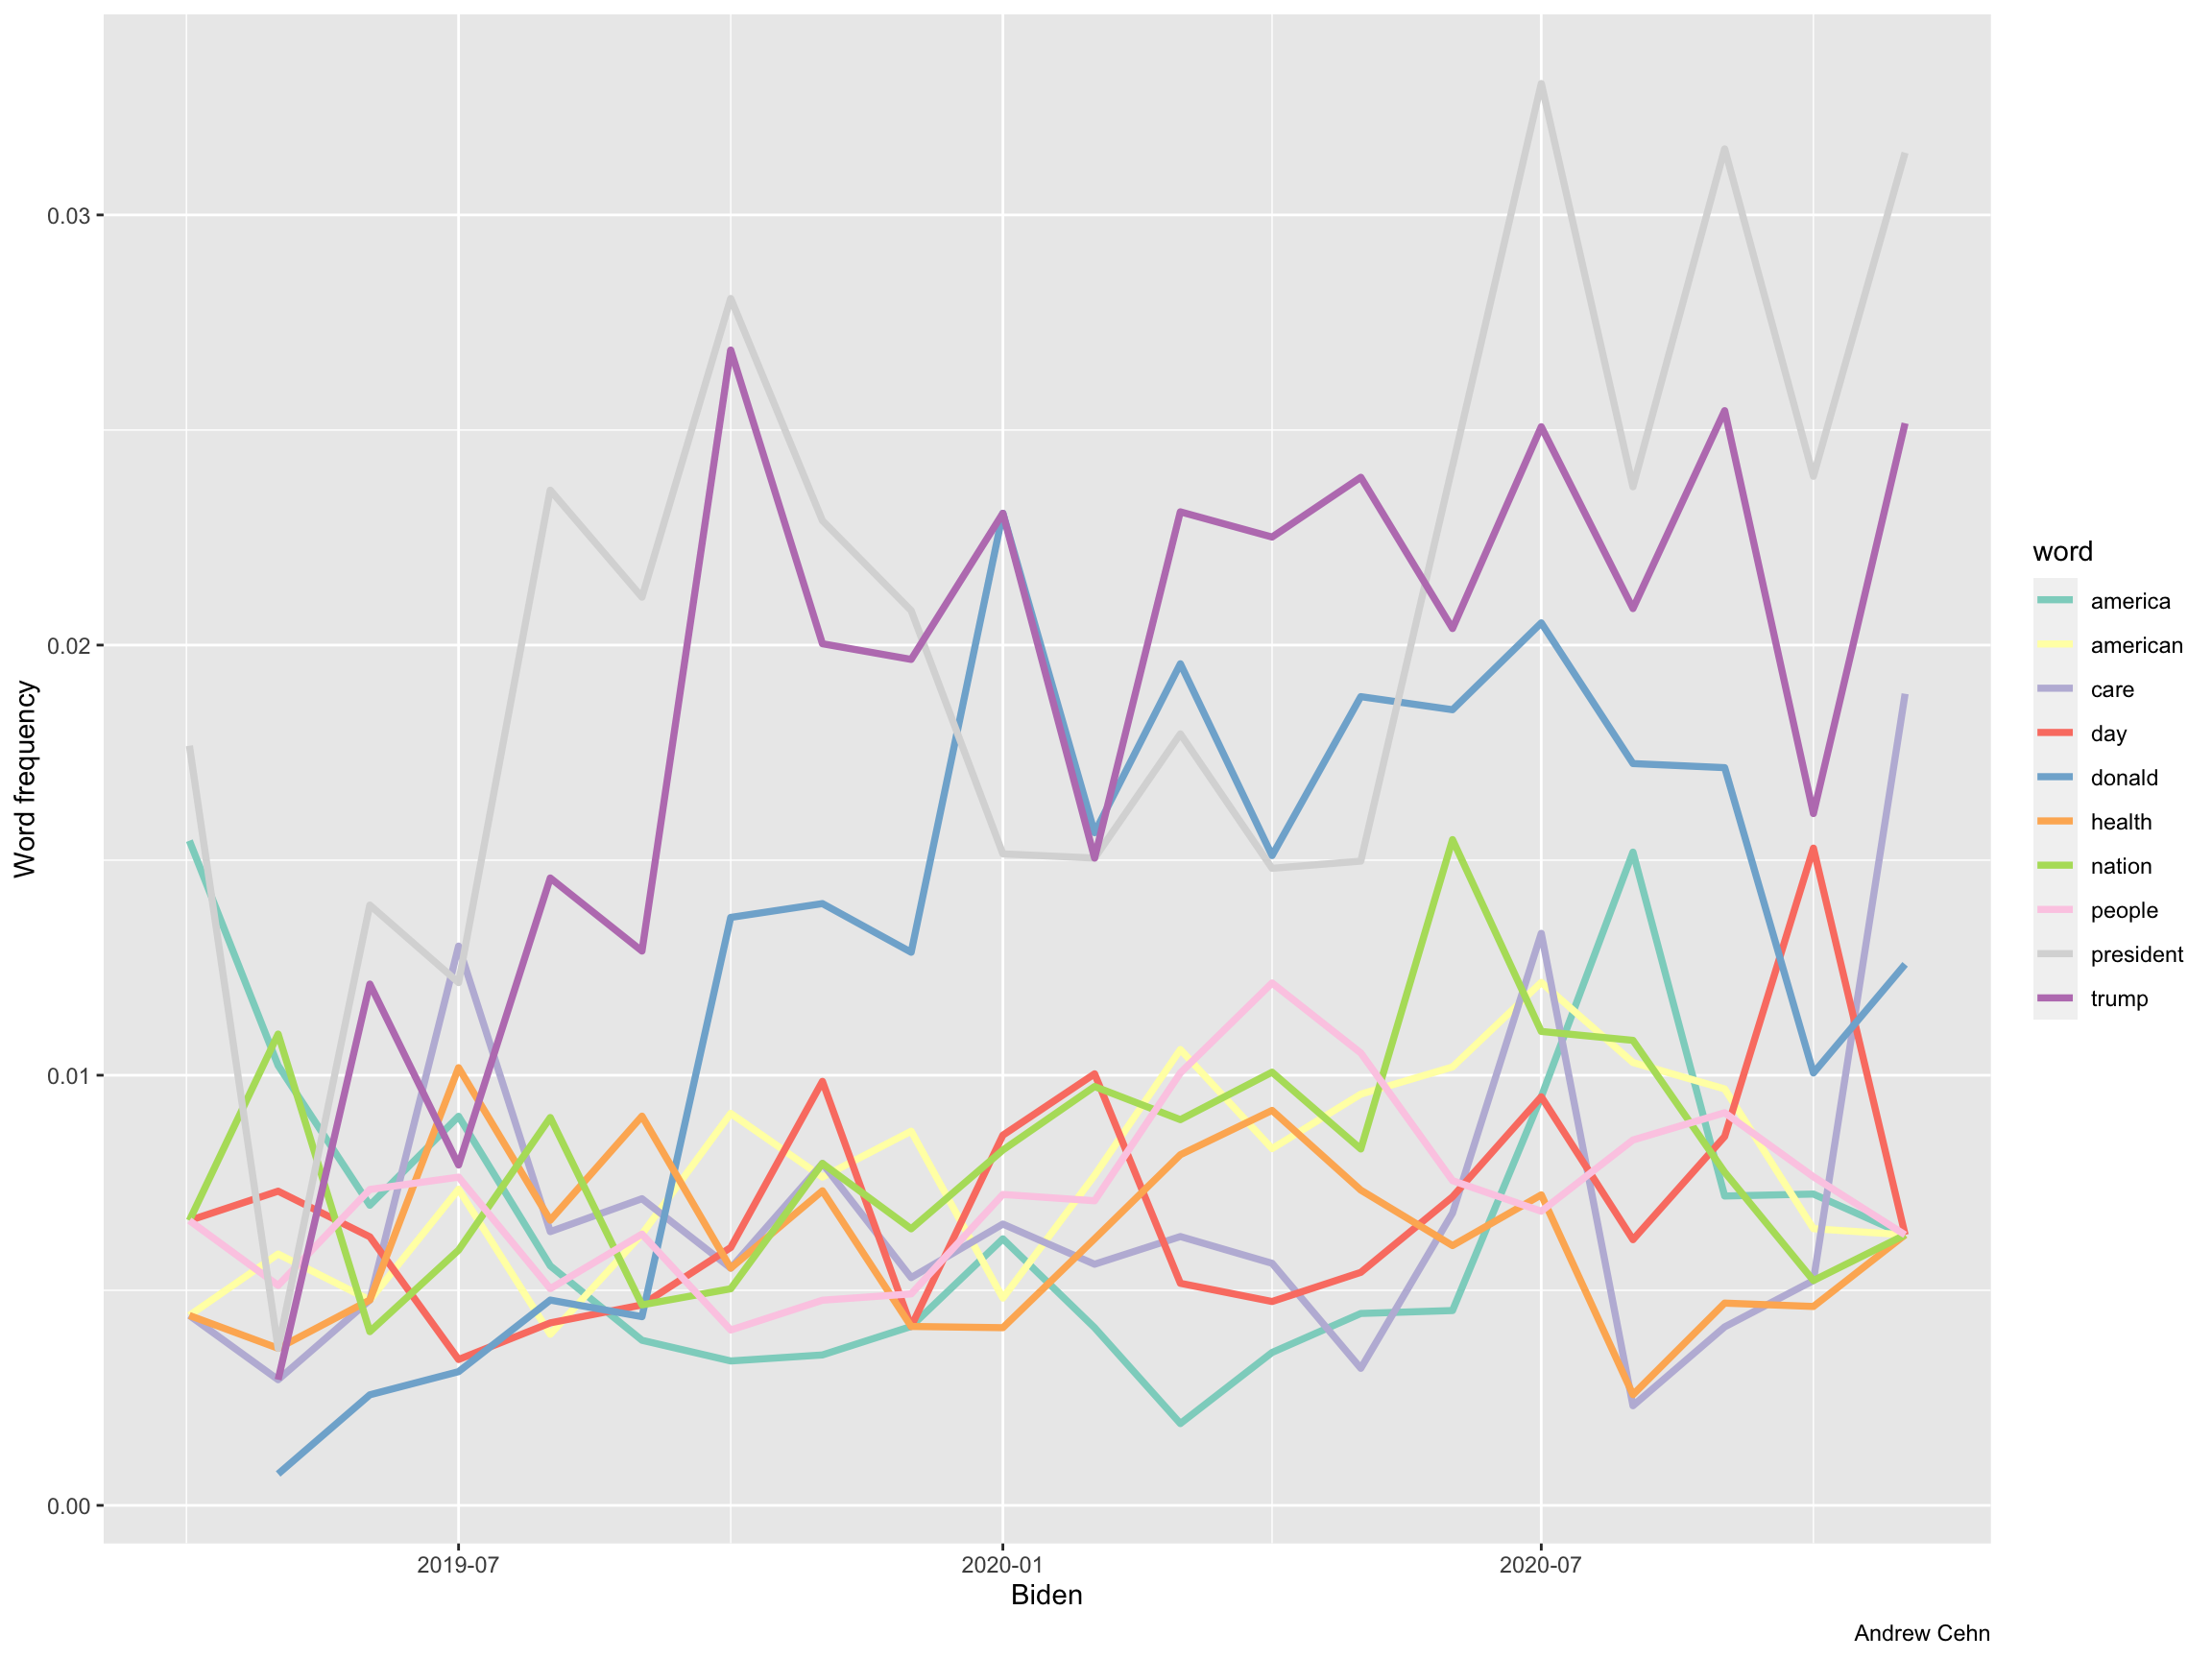 0.03
0.02
0.01
0.00
Word frequency
2019-07
2020-01
2020-07
Biden
word
america
american
care
day
donald
health
nation
people
president
trump
Andrew Cehn